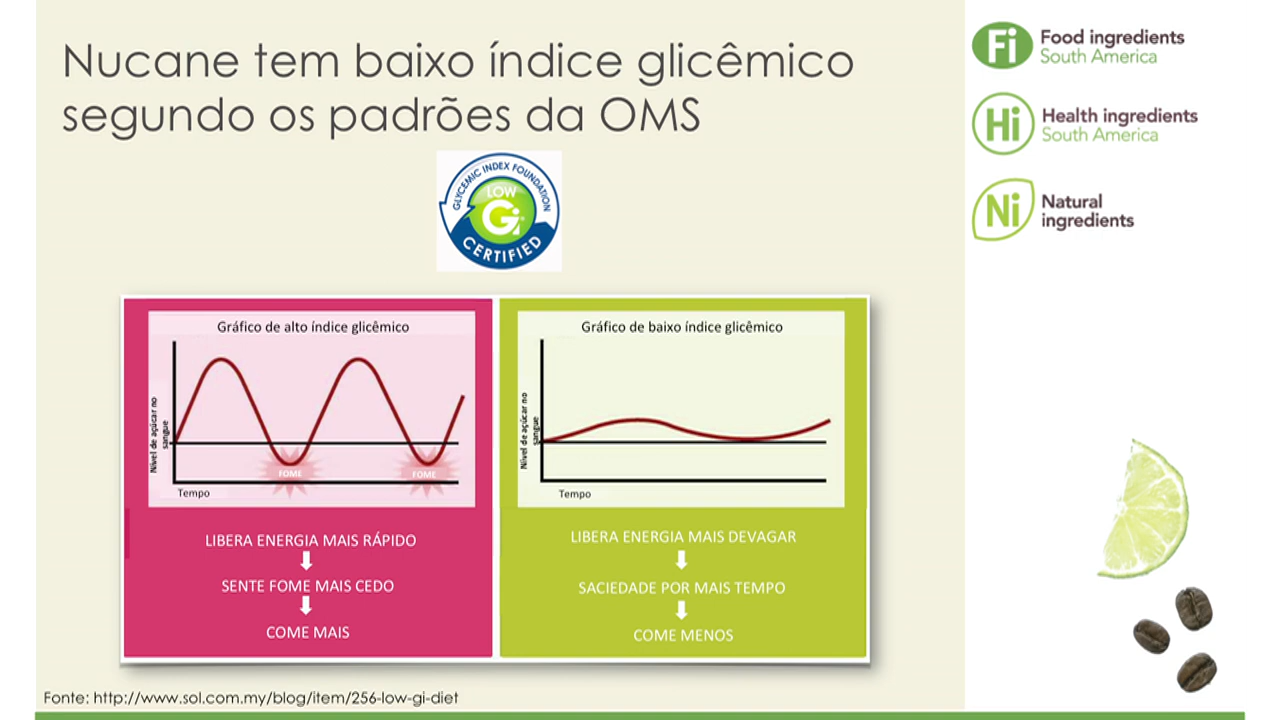 Nucane tem baixo índice glicêmico
segundo os padrões da OMS
GLYCEMIC INDEX FOUNDATION
LOW
Gi
CERTIFIED
Gráfico de alto índice glicêmico
Nível de açúcar no
sangue
FOME
FOME
Tempo
LIBERA ENERGIA MAIS RÁPIDO
SENTE FOME MAIS CEDO
COME MAIS
Gráfico de baixo índice glicêmico
Nível de açúcar no
sangue
Tempo
LIBERA ENERGIA MAIS DEVAGAR
SACIEDADE POR MAIS TEMPO
COME MENOS
Fonte: http://www.sol.com.my/blog/item/256-low-gi-diet
Fi
Food ingredients
South America
Hi
Health ingredients
South America
Ni
Natural
ingredients